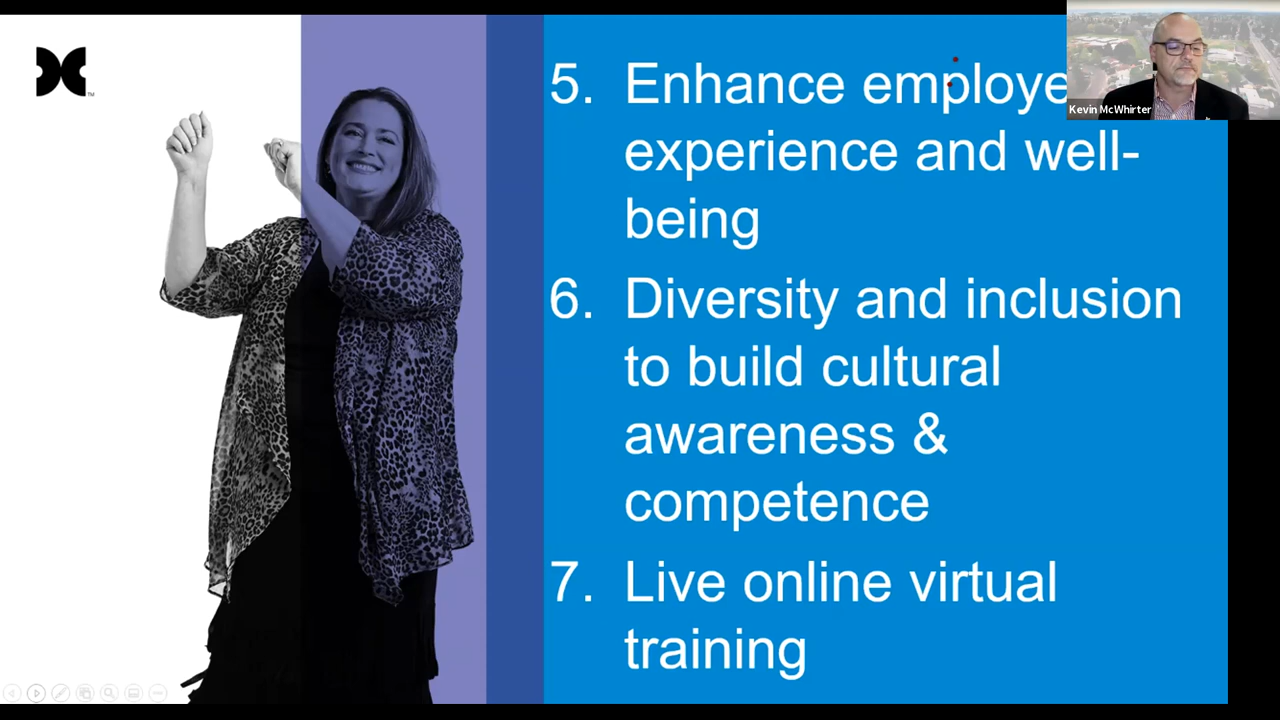 5. Enhance employe
experience and well-
being
6. Diversity and inclusion
to build cultural
awareness &
competence
7. Live online virtual
training
Kevin McWhirter
TM